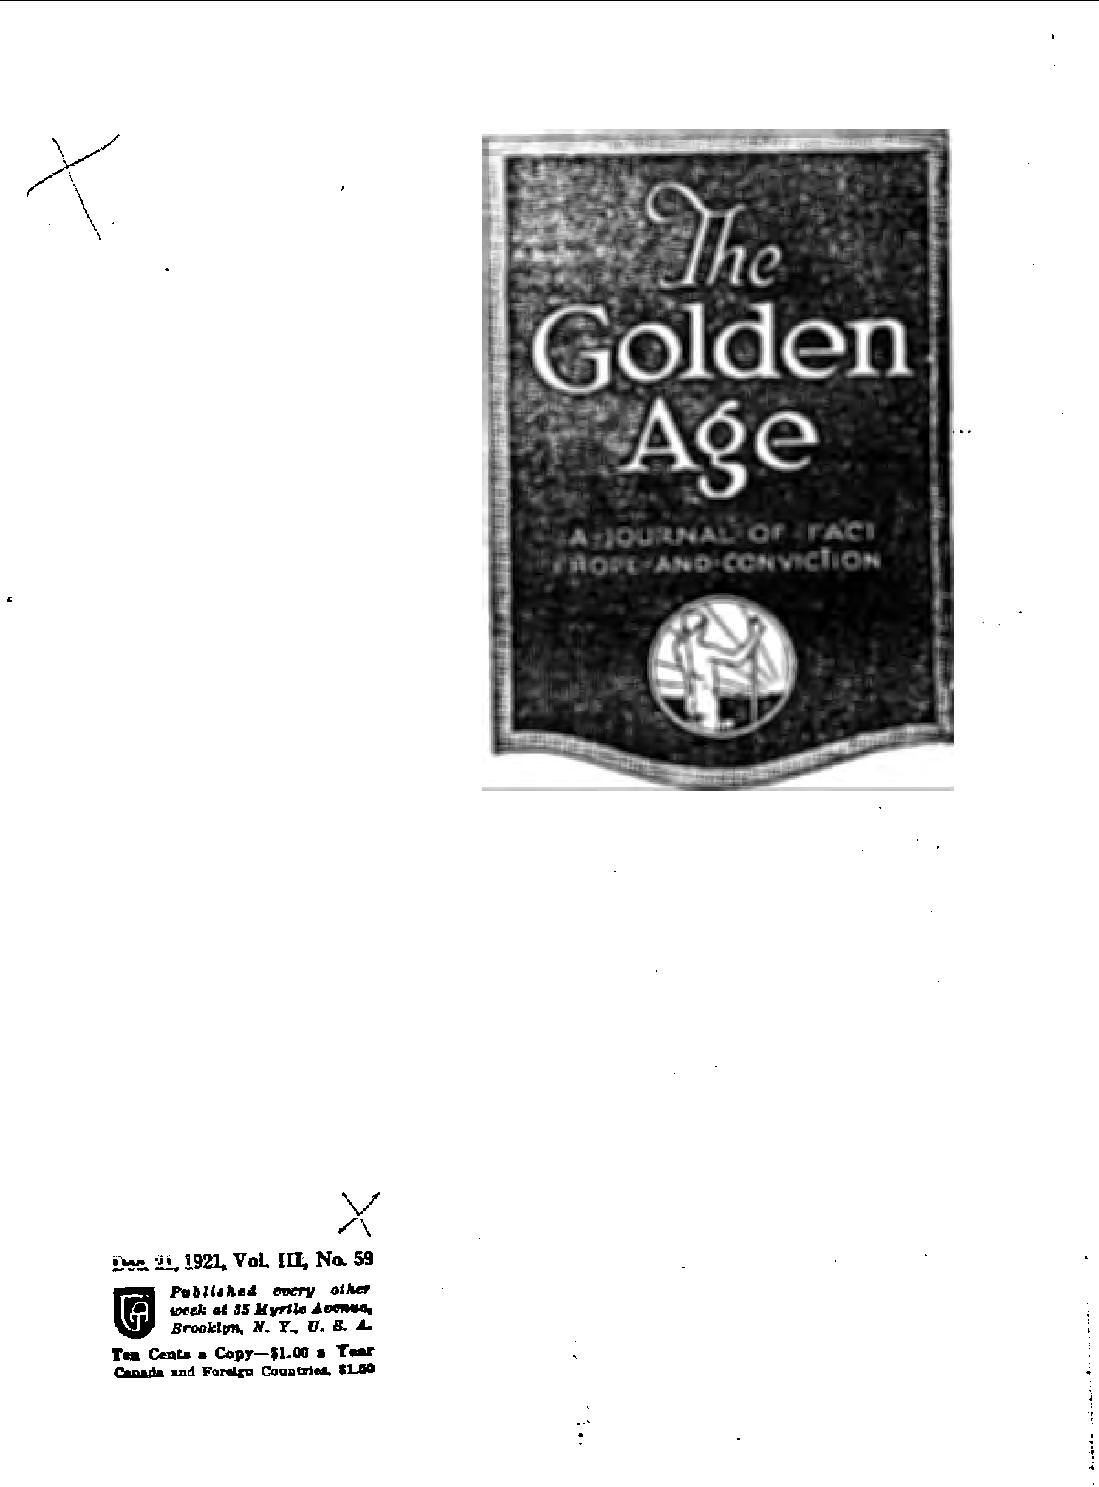 The
Golden
Age
A JOURNAL OF FACT
HOPE AND CONVICTION
Dec. 21, 1921, Vol. III, No. 59
Published every other
week at 35 Myrtle Avenue,
Brooklyn, N. Y., U. S. A.
Ten Cents a Copy—$1.00 a Year
Canada and Foreign Countries, $1.50